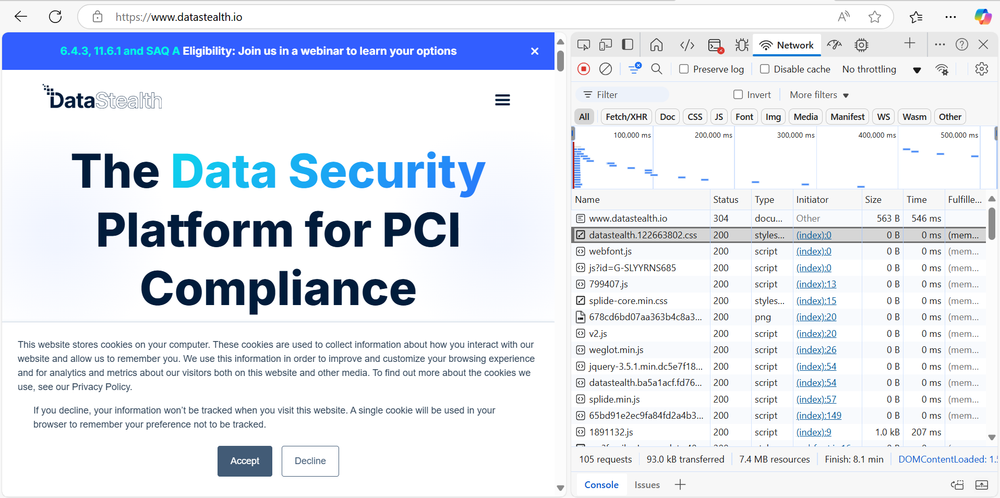 https://www.datastealth.io
6.4.3, 11.6.1 and SAQ A Eligibility: Join us in a webinar to learn your options
DataStealth
The Data Security
Platform for PCI
Compliance
This website stores cookies on your computer. These cookies are used to collect information about how you interact with our
website and allow us to remember you. We use this information in order to improve and customize your browsing experience
and for analytics and metrics about our visitors both on this website and other media. To find out more about the cookies we
use, see our Privacy Policy.
If you decline, your information won't be tracked when you visit this website. A single cookie will be used in your
browser to remember your preference not to be tracked.
Accept Decline
Network
Preserve log Disable cache No throttling
Filter Invert More filters
All Fetch/XHR Doc CSS JS Font Img Media Manifest WS Wasm Other
100,000 ms 200,000 ms 300,000 ms 400,000 ms 500,000 ms
Name Status Type Initiator Size Time Fulfille...
www.datastealth.io 304 docu... Other 563 B 546 ms
datastealth.122663802.css 200 styles... (index):0 0 B 0 ms (mem...
webfont.js 200 script (index):0 0 B 0 ms (mem...
js?id=G-SLYYRNS685 200 script (index):0 0 B 0 ms (mem...
799407.js 200 script (index):13 0 B 0 ms (mem...
splide-core.min.css 200 styles... (index):15 0 B 0 ms (mem...
678cd6bd07aa363b4c8a3... 200 png (index):20 0 B 0 ms (mem...
v2.js 200 script (index):20 0 B 0 ms (mem...
weglot.min.js 200 script (index):26 0 B 0 ms (mem...
jquery-3.5.1.min.dc5e7f18... 200 script (index):54 0 B 0 ms (mem...
datastealth.ba5a1acf.fd76... 200 script (index):54 0 B 0 ms (mem...
splide.min.js 200 script (index):57 0 B 0 ms (mem...
65bd91e2ec9fa84fd2a4b3... 200 script (index):149 0 B 0 ms (mem...
1891132.js 200 script (index):9 1.0 kB 207 ms
105 requests 93.0 kB transferred 7.4 MB resources Finish: 8.1 min DOMContentLoaded: 1.
Console Issues